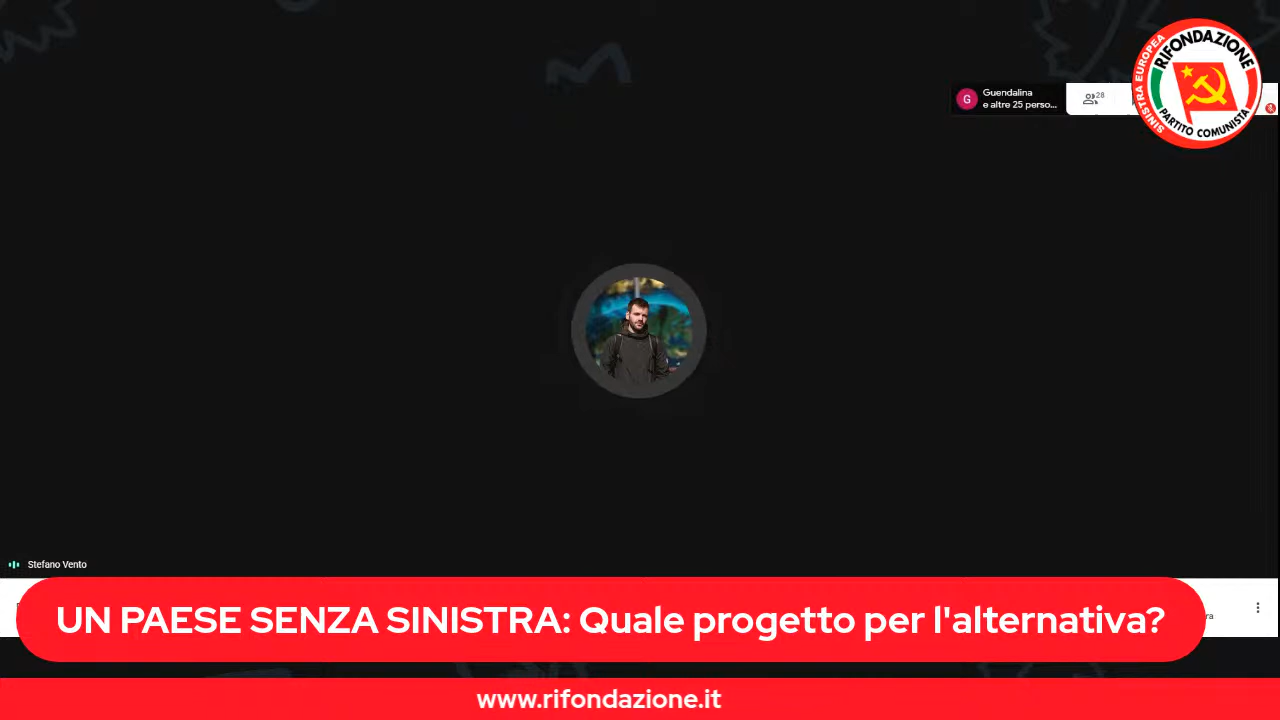 RIFONDAZIONE
SINISTRA EUROPEA
PARTITO COMUNISTA
Guendalina
e altre 25 perso...
28
G
Stefano Vento
UN PAESE SENZA SINISTRA: Quale progetto per l'alternativa?
ra
www.rifondazione.it